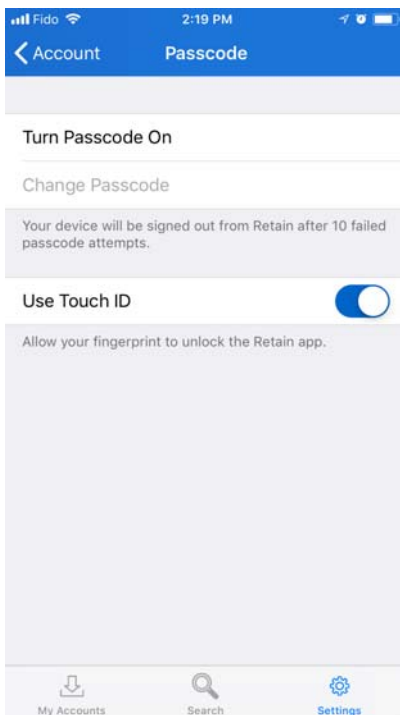 Fido 2:19 PM
Account Passcode
Turn Passcode On
Change Passcode
Your device will be signed out from Retain after 10 failed
passcode attempts.
Use Touch ID
Allow your fingerprint to unlock the Retain app.
My Accounts Search Settings